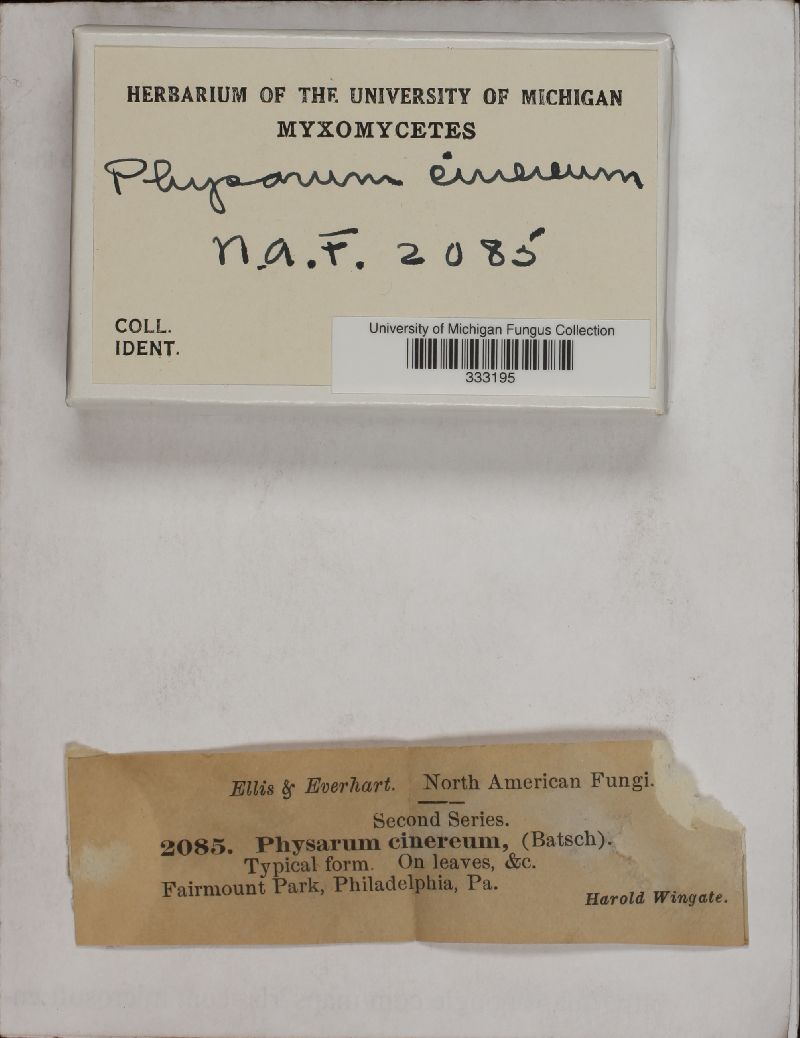 HERBARIUM OF THE UNIVERSITY OF MICHIGAN
MYXOMYCETES
Physarum cinereum
N.A.F. 2085
COLL.
IDENT.
University of Michigan Fungus Collection
333195
Ellis & Everhart. North American Fungi.
Second Series.
2085. Physarum cinereum, (Batsch).
Typical form. On leaves, &c.
Fairmount Park, Philadelphia, Pa.
Harold Wingate.